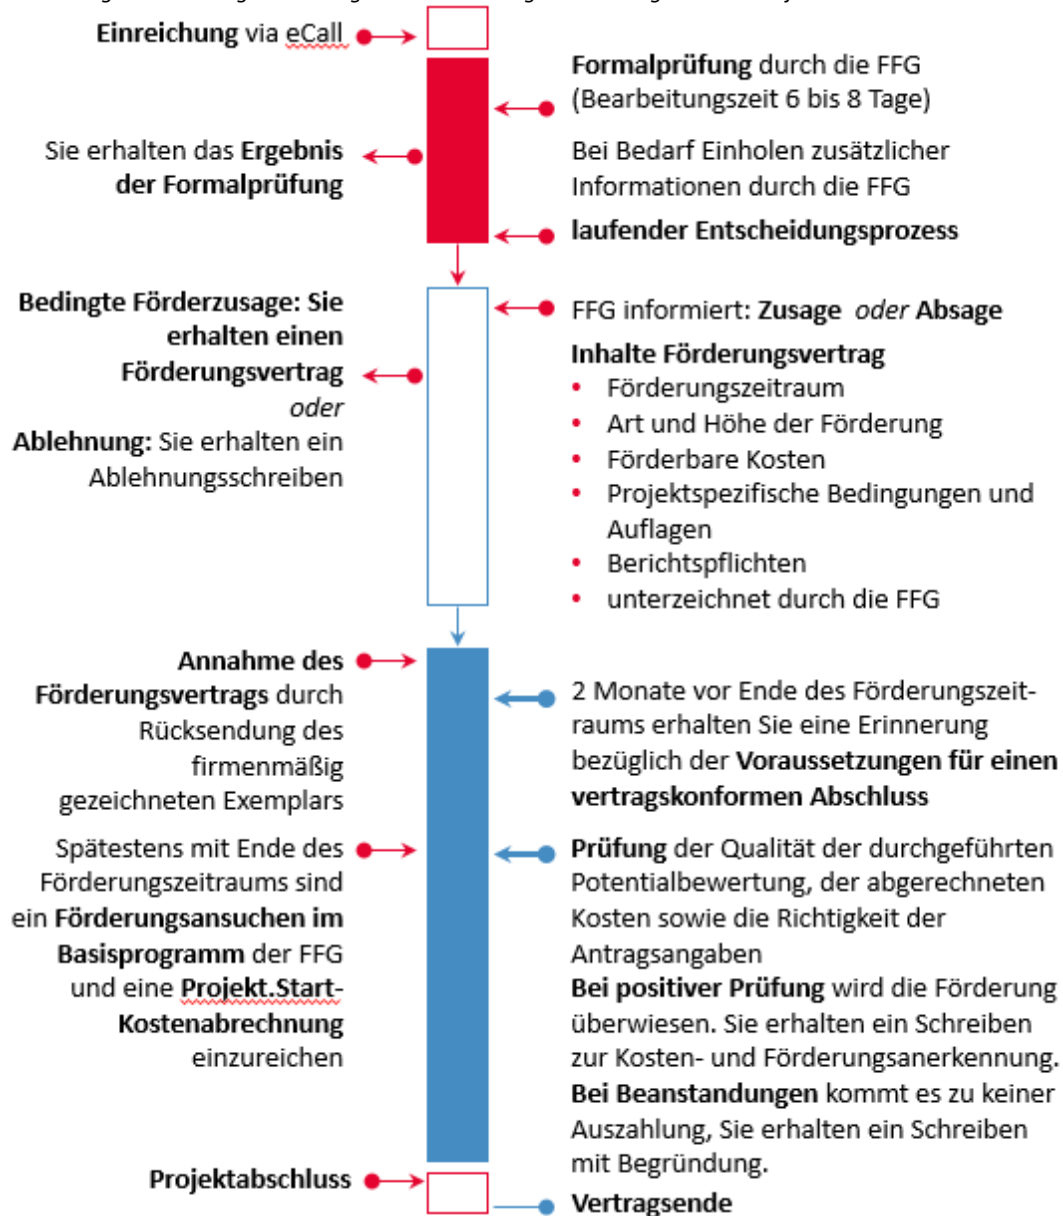 Einreichung via eCall
Formalprüfung durch die FFG
(Bearbeitungszeit 6 bis 8 Tage)
Sie erhalten das Ergebnis
der Formalprüfung
Bei Bedarf Einholen zusätzlicher
Informationen durch die FFG
laufender Entscheidungsprozess
Bedingte Förderzusage: Sie
erhalten einen
Förderungsvertrag
oder
Ablehnung: Sie erhalten ein
Ablehnungsschreiben
FFG informiert: Zusage oder Absage
Inhalte Förderungsvertrag
• Förderungszeitraum
• Art und Höhe der Förderung
• Förderbare Kosten
• Projektspezifische Bedingungen und
Auflagen
• Berichtspflichten
• unterzeichnet durch die FFG
Annahme des
Förderungsvertrags durch
Rücksendung des
firmenmäßig
gezeichneten Exemplars
2 Monate vor Ende des Förderungszeit-
raums erhalten Sie eine Erinnerung
bezüglich der Voraussetzungen für einen
vertragskonformen Abschluss
Spätestens mit Ende des
Förderungszeitraums sind
ein Förderungsansuchen im
Basisprogramm der FFG
und eine Projekt.Start-
Kostenabrechnung
einzureichen
Prüfung der Qualität der durchgeführten
Potentialbewertung, der abgerechneten
Kosten sowie die Richtigkeit der
Antragsangaben
Bei positiver Prüfung wird die Förderung
überwiesen. Sie erhalten ein Schreiben
zur Kosten- und Förderungsanerkennung.
Bei Beanstandungen kommt es zu keiner
Auszahlung, Sie erhalten ein Schreiben
mit Begründung.
Projektabschluss
Vertragsende